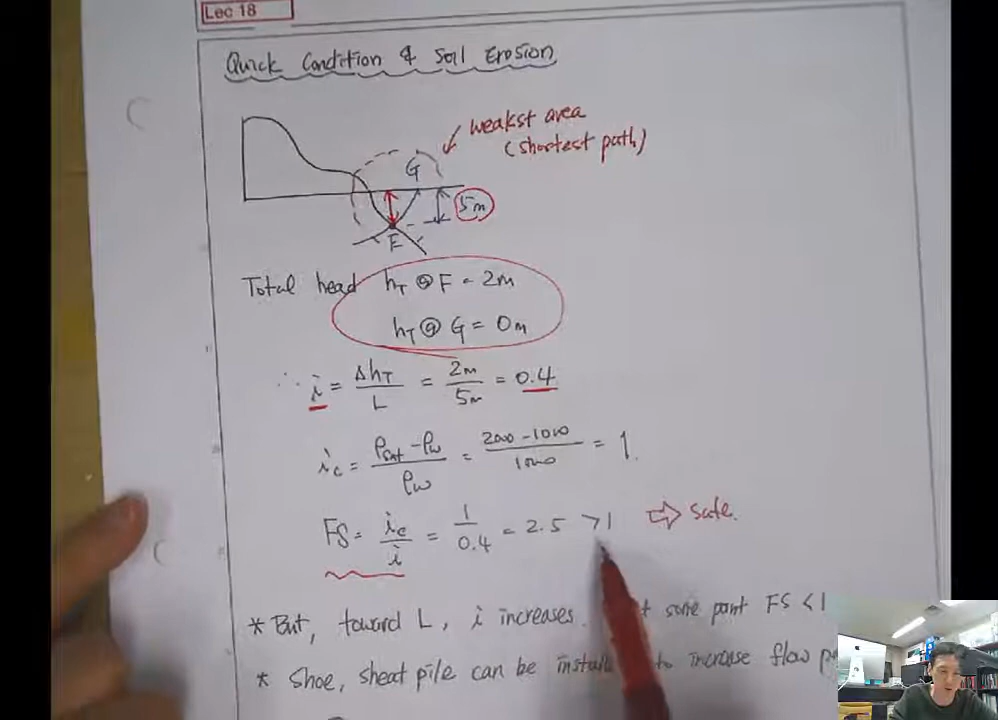 Lec 18
Quick Condition & Soil Erosion
weakst area
(shortest path)
G
5m
F
Total head hT @ F = 2m
hT @ G = 0m
∴ i = ΔhT / L = 2m / 5m = 0.4
ic = (ρsat - ρw) / ρw = (2000 - 1000) / 1000 = 1.
FS = ic / i = 1 / 0.4 = 2.5 > 1 ⇒ safe.
* But, toward L, i increases. some part FS < 1
* Shoe, sheet pile can be to increase flow